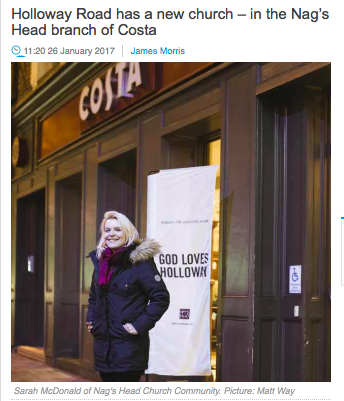 Holloway Road has a new church – in the Nag's
Head branch of Costa
11:20 26 January 2017
James Morris
COSTA
GOD LOVES
HOLLOWAY
Sarah McDonald of Nag's Head Church Community. Picture: Matt Way